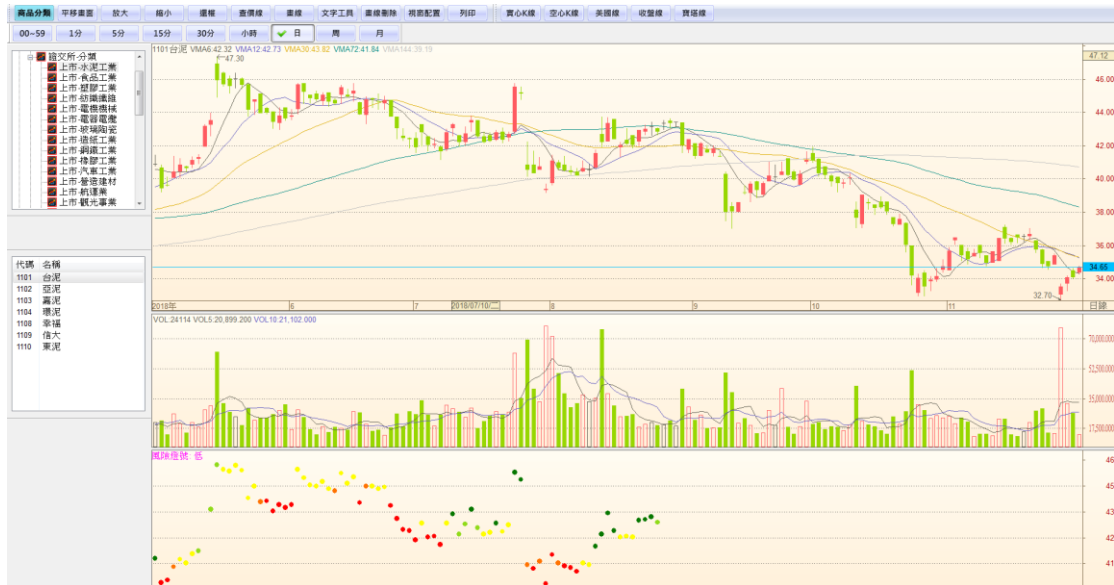 商品分類 平移畫面 放大 縮小 還權 查價線 畫線 文字工具 畫線刪除 視窗配置 列印 實心K線 空心K線 美國線 收盤線 寶塔線
00~59 1分 5分 15分 30分 小時 日 周 月
證交所-分類
上市-水泥工業
上市-食品工業
上市-塑膠工業
上市-紡織纖維
上市-電機機械
上市-電器電纜
上市-玻璃陶瓷
上市-造紙工業
上市-鋼鐵工業
上市-橡膠工業
上市-汽車工業
上市-營造建材
上市-航運業
上市-觀光事業
代碼 名稱
1101 台泥
1102 亞泥
1103 嘉泥
1104 環泥
1108 幸福
1109 信大
1110 東泥
1101台泥 VMA6:42.32 VMA12:42.73 VMA30:43.82 VMA72:41.84 VMA144:39.19
47.30
47.12
46.00
44.00
42.00
40.00
38.00
36.00
34.65
34.00
32.70
2018年 6 7 2018/07/10(二) 8 9 10 11 日線
VOL:24114 VOL5:20,899.200 VOL10:21,102.000
70,000,000
52,500,000
35,000,000
17,500,000
風險燈號 低
46
45
43
42
41